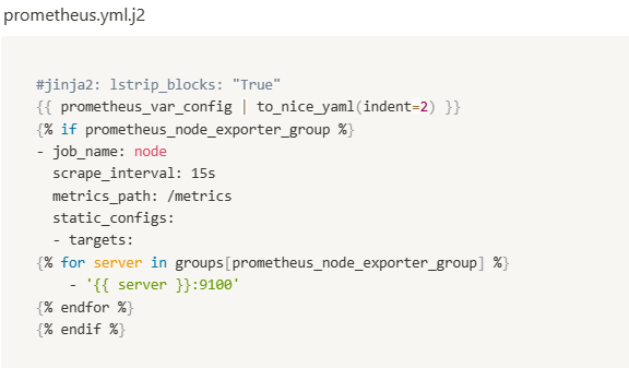 prometheus.yml.j2
#jinja2: lstrip_blocks: "True"
{{ prometheus_var_config | to_nice_yaml(indent=2) }}
{% if prometheus_node_exporter_group %}
- job_name: node
  scrape_interval: 15s
  metrics_path: /metrics
  static_configs:
  - targets:
{% for server in groups[prometheus_node_exporter_group] %}
    - '{{ server }}:9100'
{% endfor %}
{% endif %}